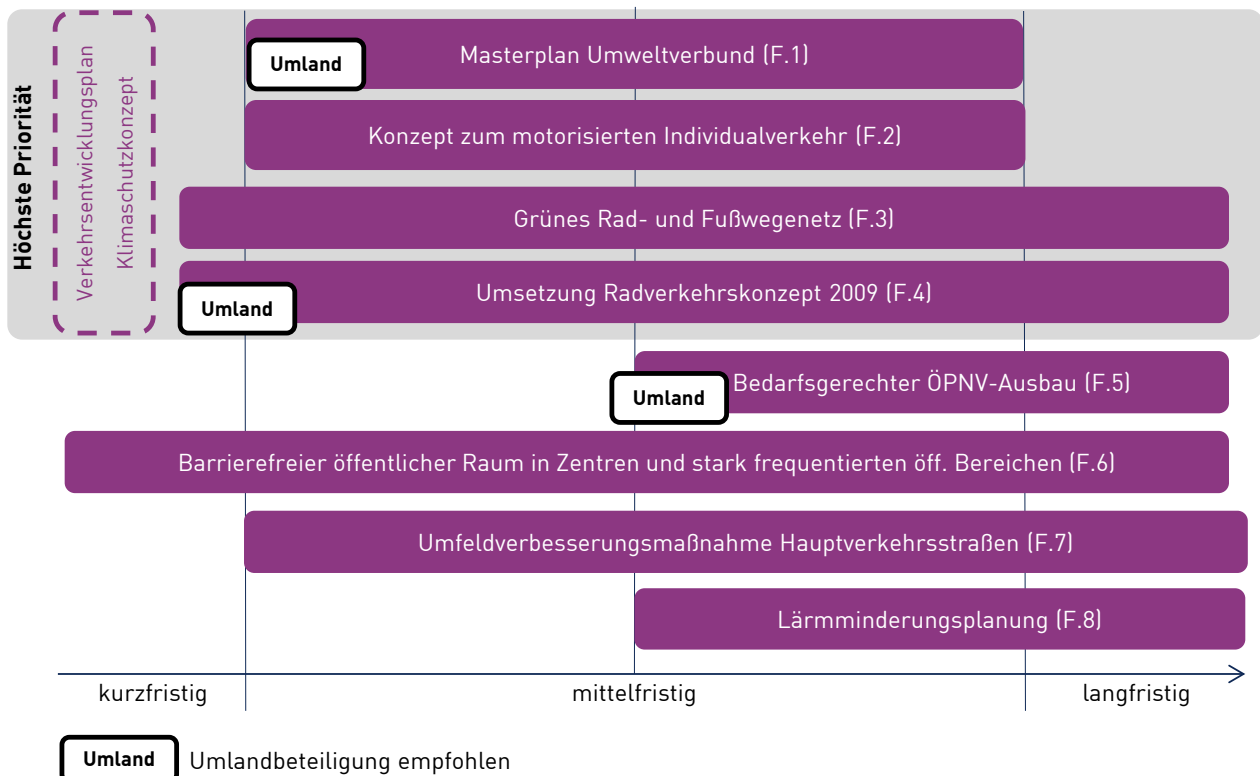 Höchste Priorität
Verkehrsentwicklungsplan
Klimaschutzkonzept
Umland
Masterplan Umweltverbund (F.1)
Konzept zum motorisierten Individualverkehr (F.2)
Grünes Rad- und Fußwegenetz (F.3)
Umland
Umsetzung Radverkehrskonzept 2009 (F.4)
Umland
Bedarfsgerechter ÖPNV-Ausbau (F.5)
Barrierefreier öffentlicher Raum in Zentren und stark frequentierten öff. Bereichen (F.6)
Umfeldverbesserungsmaßnahme Hauptverkehrsstraßen (F.7)
Lärmminderungsplanung (F.8)
kurzfristig mittelfristig langfristig
Umland Umlandbeteiligung empfohlen